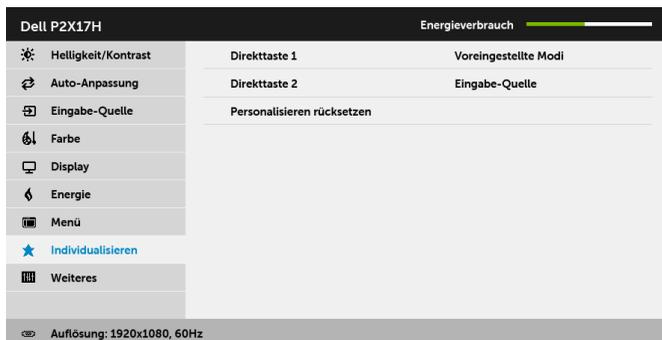 Dell P2X17H Energieverbrauch
Helligkeit/Kontrast Direkttaste 1 Voreingestellte Modi
Auto-Anpassung Direkttaste 2 Eingabe-Quelle
Eingabe-Quelle Personalisieren rücksetzen
Farbe
Display
Energie
Menü
Individualisieren
Weiteres
Auflösung: 1920x1080, 60Hz